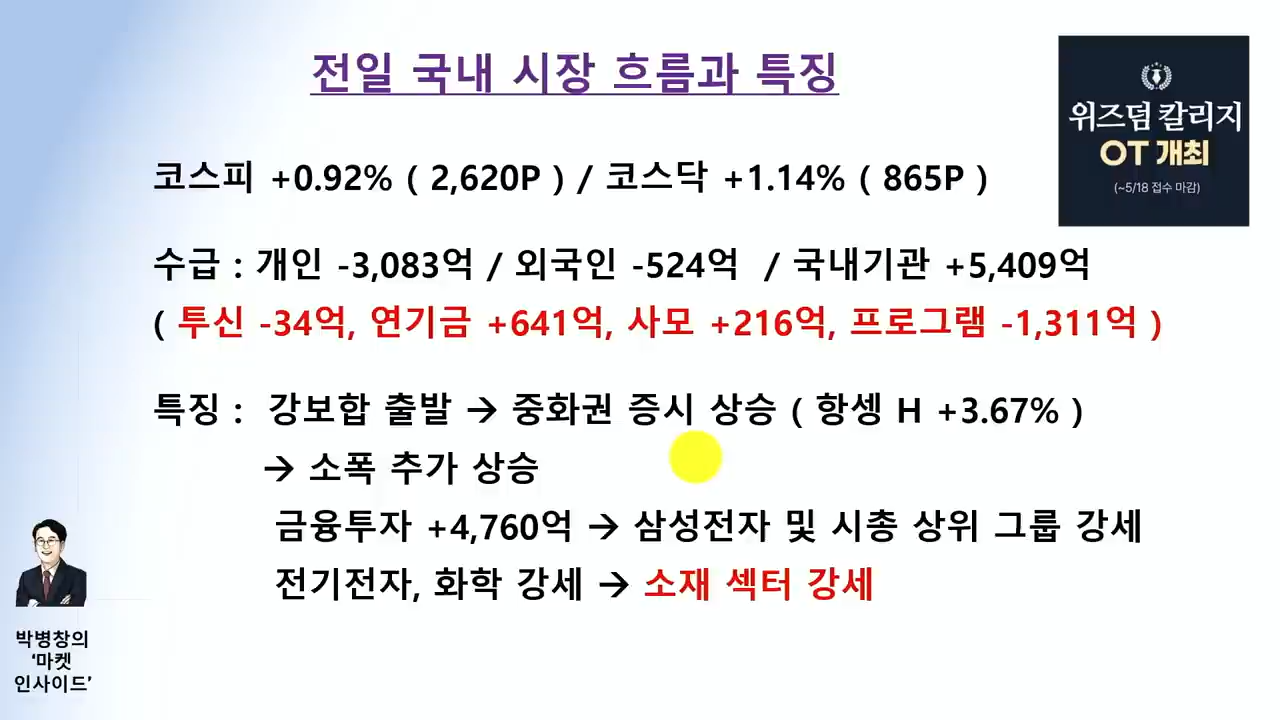 전일 국내 시장 흐름과 특징
위즈덤 칼리지
OT 개최
(~5/18 접수 마감)
코스피 +0.92% ( 2,620P ) / 코스닥 +1.14% ( 865P )
수급 : 개인 -3,083억 / 외국인 -524억 / 국내기관 +5,409억
( 투신 -34억, 연기금 +641억, 사모 +216억, 프로그램 -1,311억 )
특징 : 강보합 출발 → 중화권 증시 상승 ( 항셍 H +3.67% )
→ 소폭 추가 상승
금융투자 +4,760억 → 삼성전자 및 시총 상위 그룹 강세
전기전자, 화학 강세 → 소재 섹터 강세
박병창의
‘마켓
인사이드’